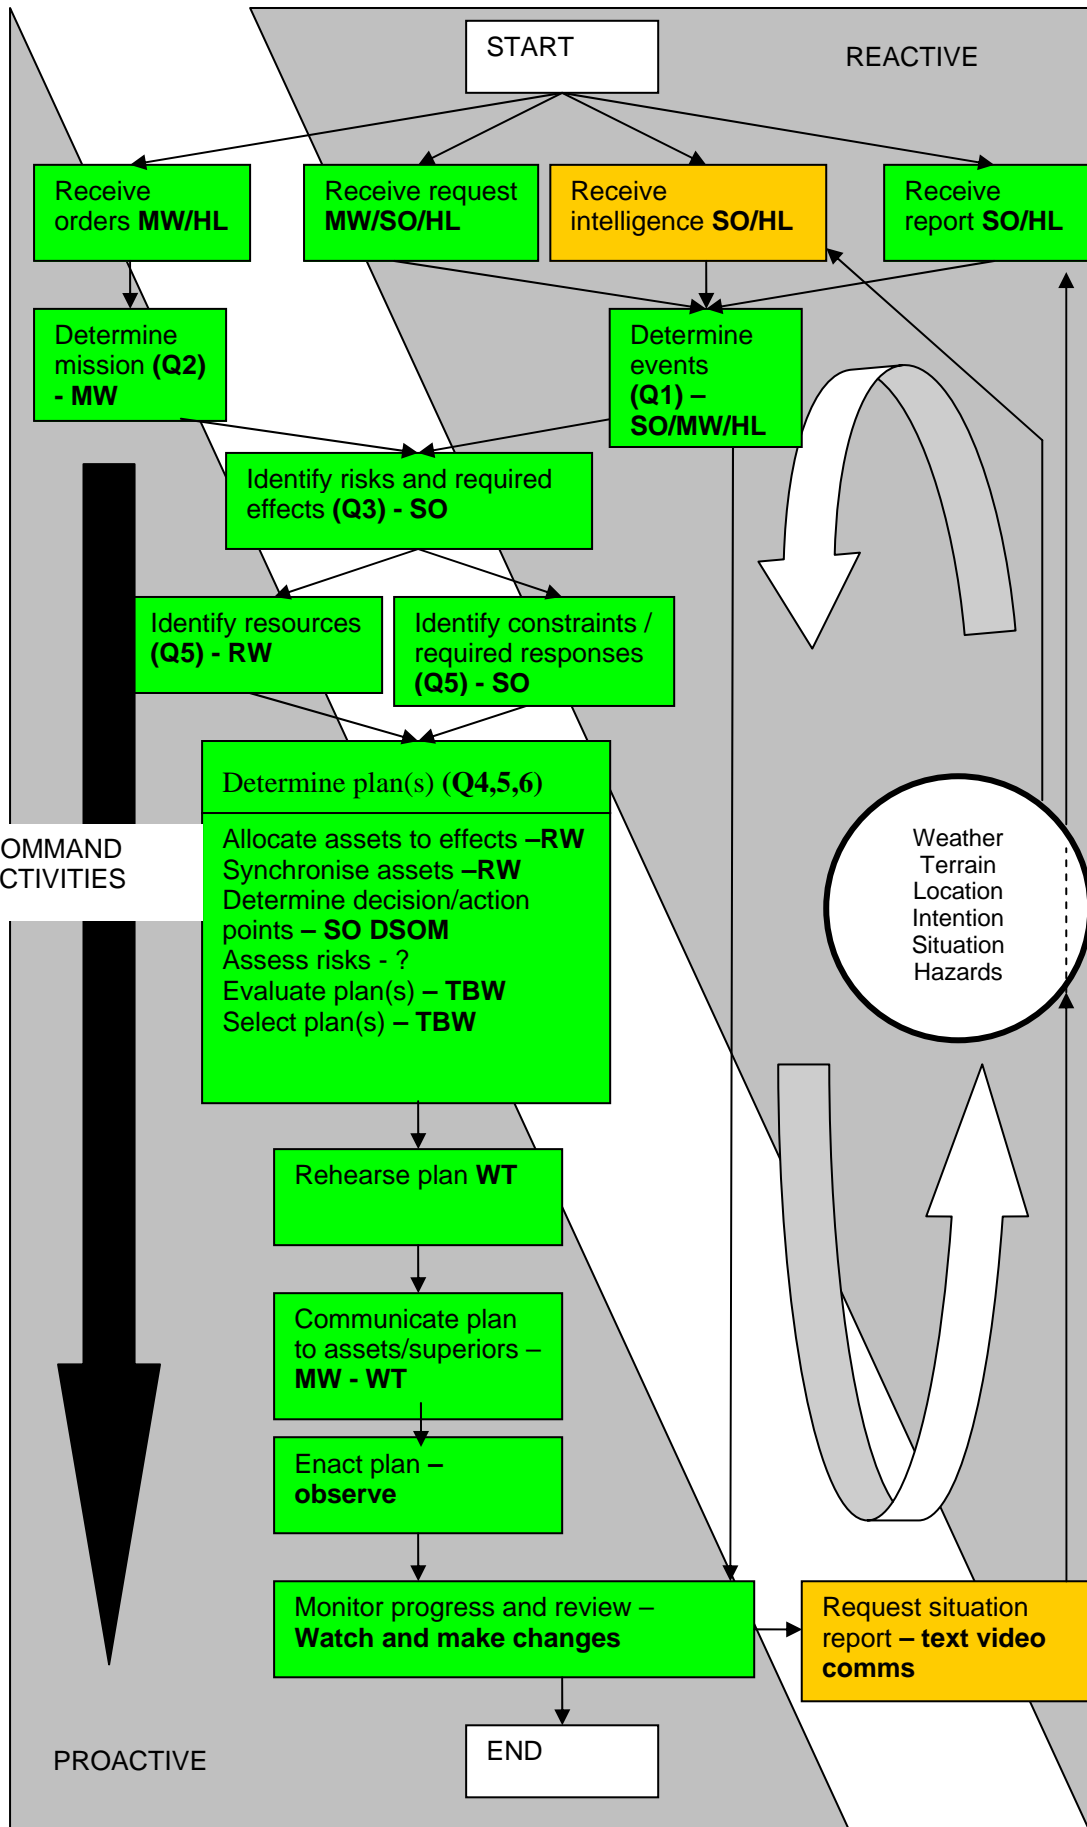 START
REACTIVE
Receive
orders MW/HL
Receive request
MW/SO/HL
Receive
intelligence SO/HL
Receive
report SO/HL
Determine
mission (Q2)
- MW
Determine
events
(Q1) –
SO/MW/HL
Identify risks and required
effects (Q3) - SO
Identify resources
(Q5) - RW
Identify constraints /
required responses
(Q5) - SO
Determine plan(s) (Q4,5,6)
Allocate assets to effects –RW
Synchronise assets –RW
Determine decision/action
points – SO DSOM
Assess risks - ?
Evaluate plan(s) – TBW
Select plan(s) – TBW
OMMAND
CTIVITIES
Weather
Terrain
Location
Intention
Situation
Hazards
Rehearse plan WT
Communicate plan
to assets/superiors –
MW - WT
Enact plan –
observe
Monitor progress and review –
Watch and make changes
Request situation
report – text video
comms
PROACTIVE
END